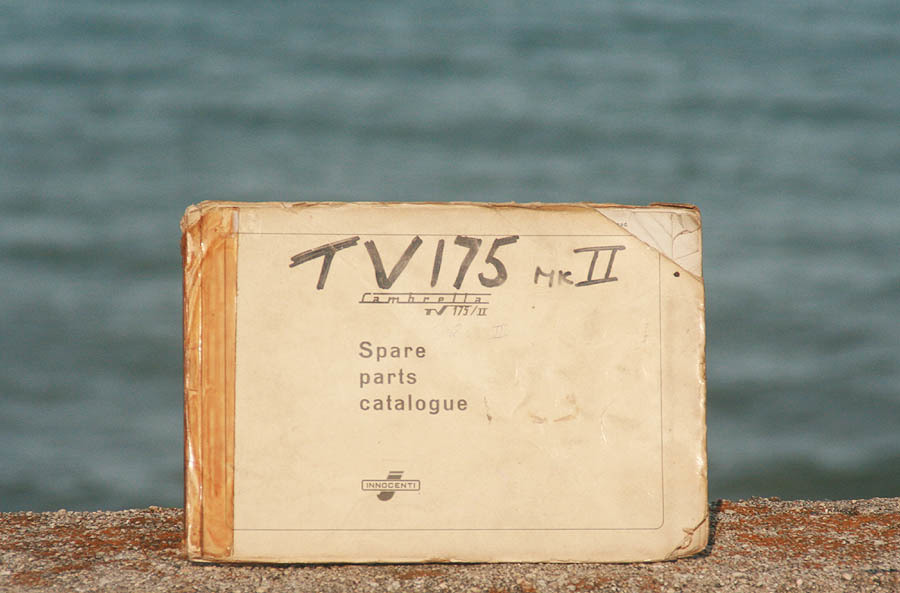 TV175 MK II
Lambretta
TV 175/II
Spare
parts
catalogue
INNOCENTI